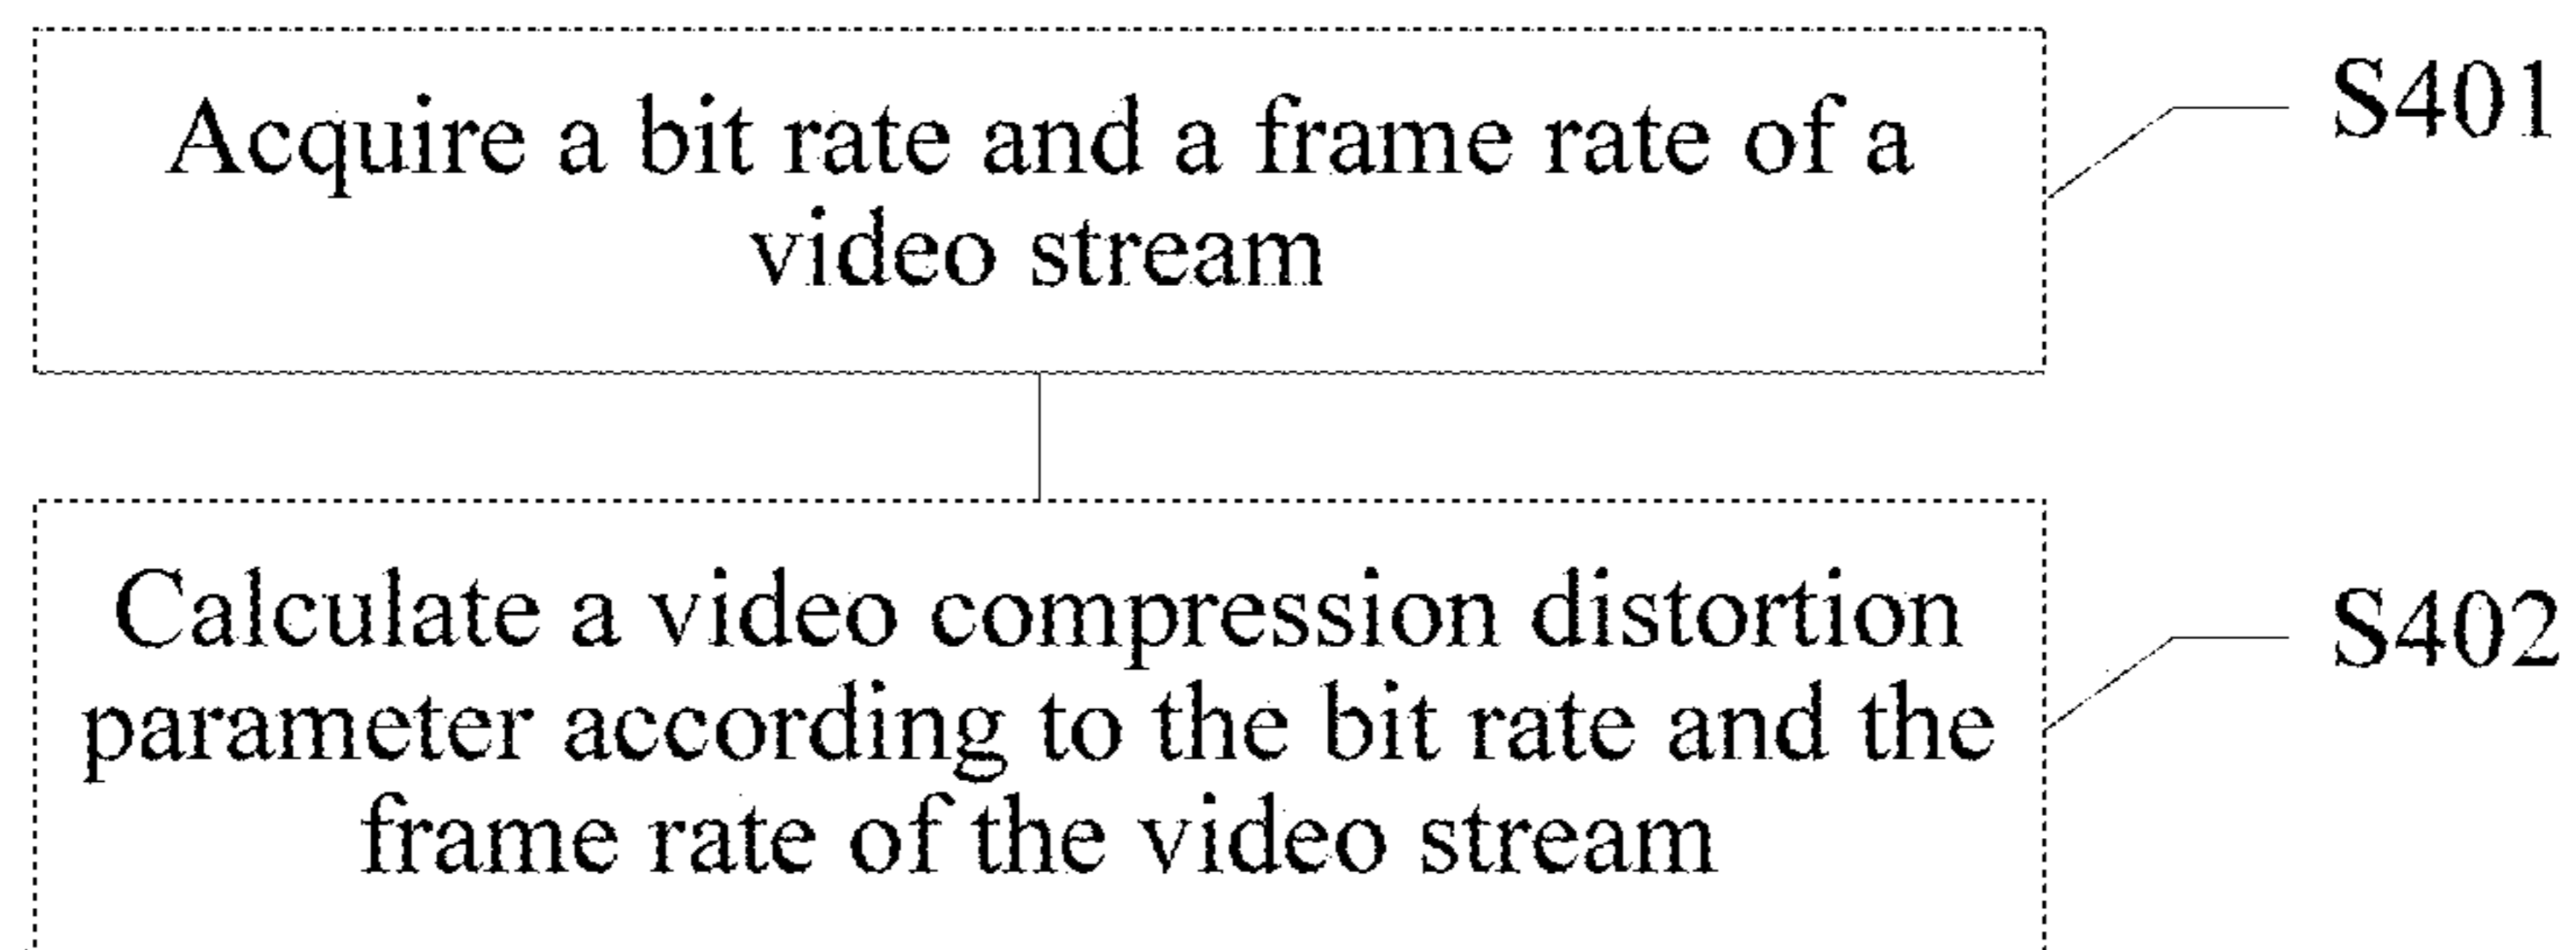 Acquire a bit rate and a frame rate of a
video stream
S401
Calculate a video compression distortion
parameter according to the bit rate and the
frame rate of the video stream
S402